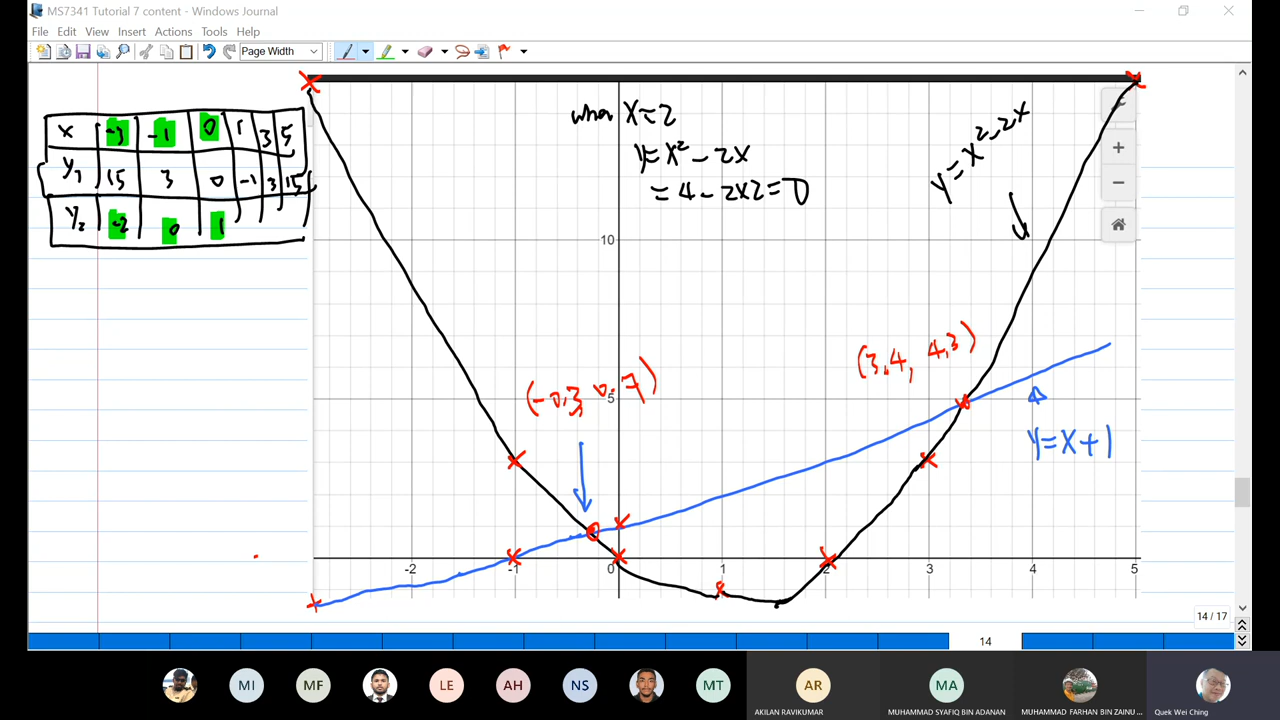 MS7341 Tutorial 7 content - Windows Journal
File Edit View Insert Actions Tools Help
Page Width
x -3 -1 0 1 3 5
y1 15 3 0 -1 3 15
y2 -2 0 1
when x=2
y=x²-2x
=4-2x2=0
y=x²-2x
10
(-0.3, 0.7)
(3.4, 4.3)
5
y=x+1
-2 -1 0 1 2 3 4 5
14 / 17
14
MI MF LE AH NS MT AR MA
AKILAN RAVIKUMAR MUHAMMAD SYAFIQ BIN ADANAN MUHAMMAD FARHAN BIN ZAINU ... Quek Wei Ching